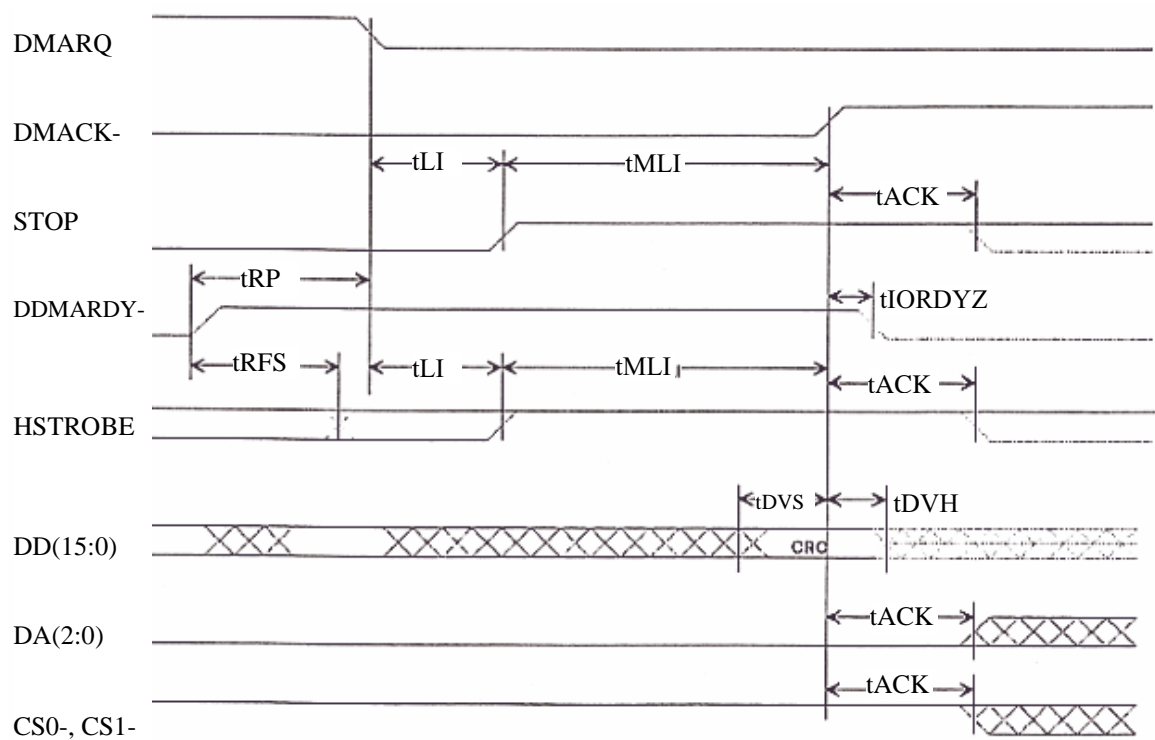 DMARQ
DMACK-
tLI tMLI
tACK
STOP
tRP
tIORDYZ
DDMARDY-
tRFS tLI tMLI
tACK
HSTROBE
tDVS tDVH
DD(15:0) CRC
tACK
DA(2:0)
tACK
CS0-, CS1-